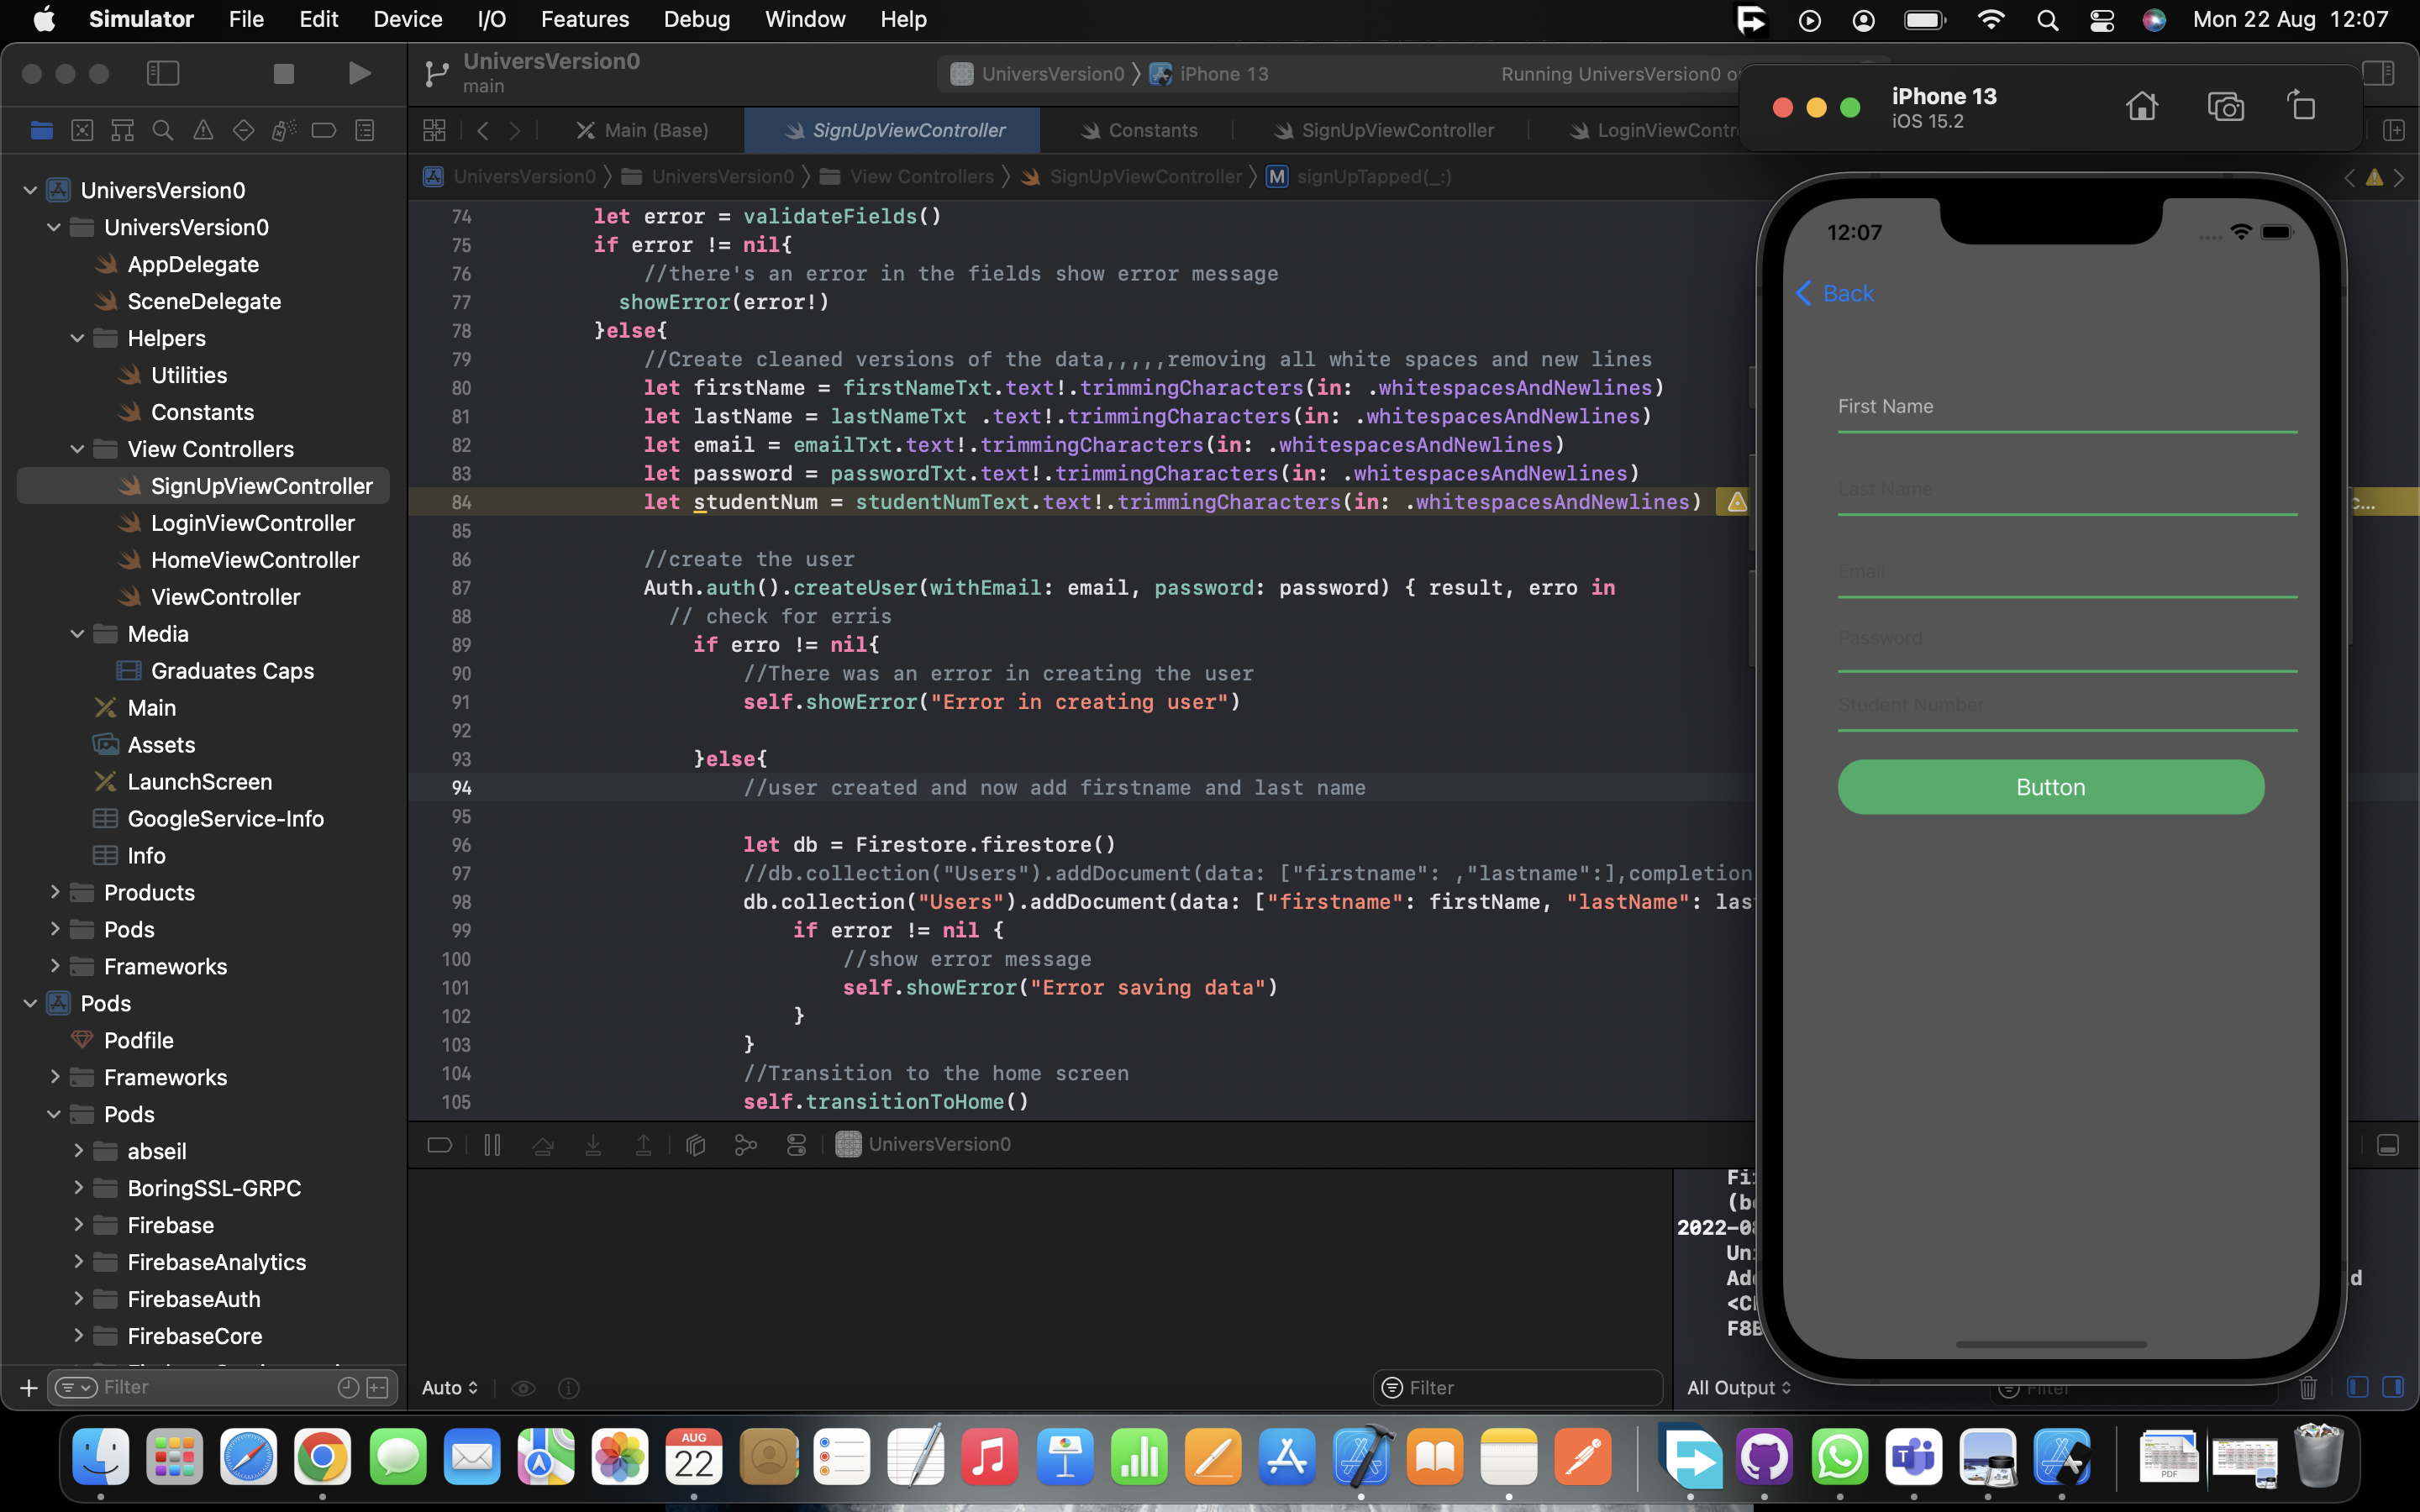 Simulator File Edit Device I/O Features Debug Window Help Mon 22 Aug 12:07
UniversVersion0
main
UniversVersion0 iPhone 13
Running UniversVersion0
Main (Base) SignUpViewController Constants SignUpViewController
UniversVersion0 UniversVersion0 View Controllers SignUpViewController M signUpTapped(_:)
UniversVersion0
UniversVersion0
AppDelegate
SceneDelegate
Helpers
Utilities
Constants
View Controllers
SignUpViewController
LoginViewController
HomeViewController
ViewController
Media
Graduates Caps
Main
Assets
LaunchScreen
GoogleService-Info
Info
Products
Pods
Frameworks
Pods
Podfile
Frameworks
Pods
abseil
BoringSSL-GRPC
Firebase
FirebaseAnalytics
FirebaseAuth
FirebaseCore
Filter
74 let error = validateFields()
75 if error != nil{
76 //there's an error in the fields show error message
77 showError(error!)
78 }else{
79 //Create cleaned versions of the data,,,,,removing all white spaces and new lines
80 let firstName = firstNameTxt.text!.trimmingCharacters(in: .whitespacesAndNewlines)
81 let lastName = lastNameTxt .text!.trimmingCharacters(in: .whitespacesAndNewlines)
82 let email = emailTxt.text!.trimmingCharacters(in: .whitespacesAndNewlines)
83 let password = passwordTxt.text!.trimmingCharacters(in: .whitespacesAndNewlines)
84 let studentNum = studentNumText.text!.trimmingCharacters(in: .whitespacesAndNewlines)
85
86 //create the user
87 Auth.auth().createUser(withEmail: email, password: password) { result, erro in
88 // check for erris
89 if erro != nil{
90 //There was an error in creating the user
91 self.showError("Error in creating user")
92
93 }else{
94 //user created and now add firstname and last name
95
96 let db = Firestore.firestore()
97 //db.collection("Users").addDocument(data: ["firstname": ,"lastname":],completion
98 db.collection("Users").addDocument(data: ["firstname": firstName, "lastName": las
99 if error != nil {
100 //show error message
101 self.showError("Error saving data")
102 }
103 }
104 //Transition to the home screen
105 self.transitionToHome()
UniversVersion0
Auto
Filter
2022-08
All Output
Filter
iPhone 13
iOS 15.2
12:07
Back
First Name
Last Name
Email
Password
Student Number
Button
AUG
22
PDF